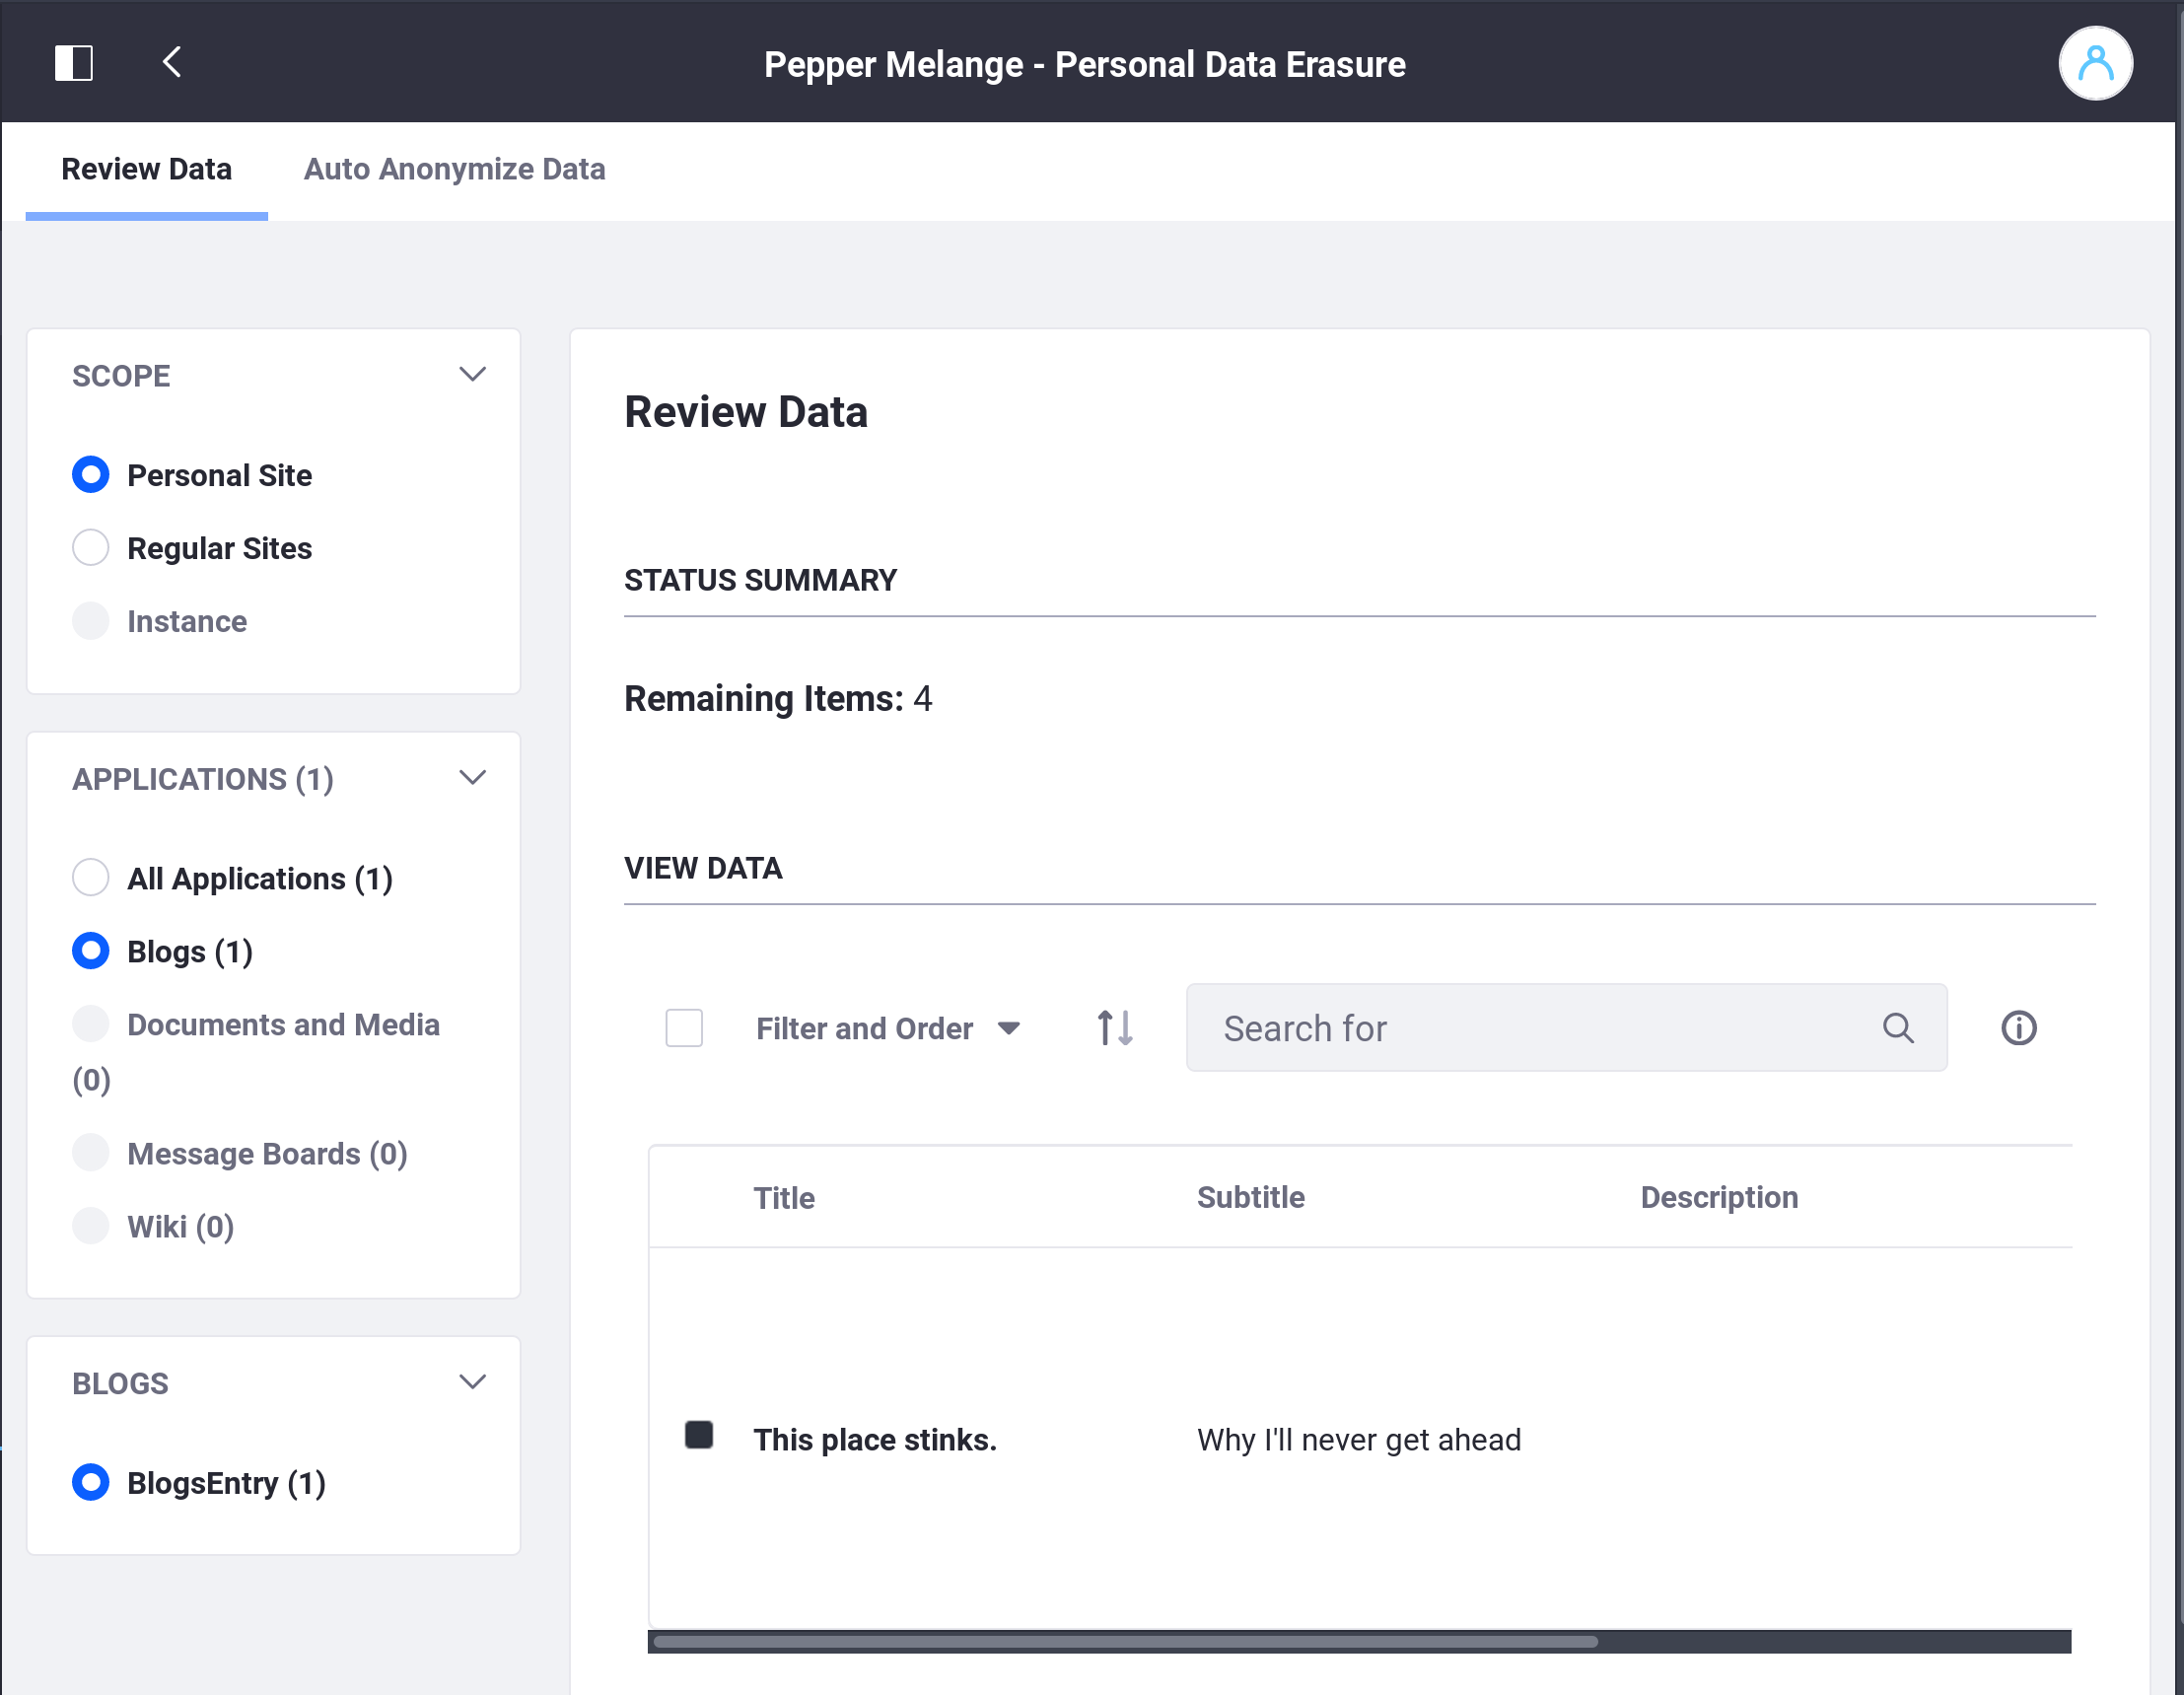 Pepper Melange - Personal Data Erasure
Review Data
Auto Anonymize Data
SCOPE
Personal Site
Regular Sites
Instance
APPLICATIONS (1)
All Applications (1)
Blogs (1)
Documents and Media
(0)
Message Boards (0)
Wiki (0)
BLOGS
BlogsEntry (1)
Review Data
STATUS SUMMARY
Remaining Items: 4
VIEW DATA
Filter and Order
Search for
Title Subtitle Description
This place stinks. Why I'll never get ahead